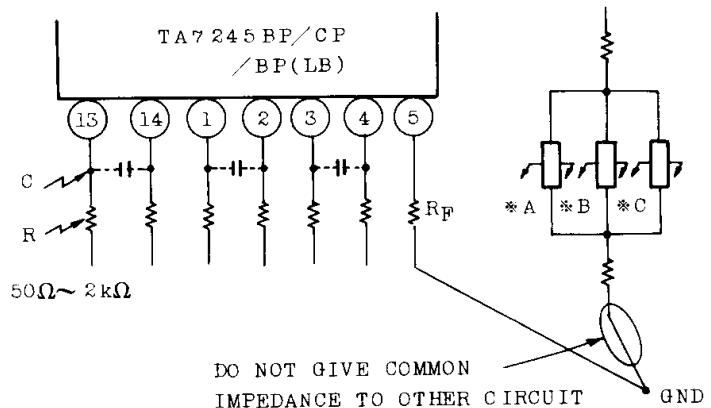 TA7245BP/CP
/BP(LB)
13 14 1 2 3 4 5
C
R
RF
※A ※B ※C
50Ω~2kΩ
DO NOT GIVE COMMON
IMPEDANCE TO OTHER CIRCUIT
GND